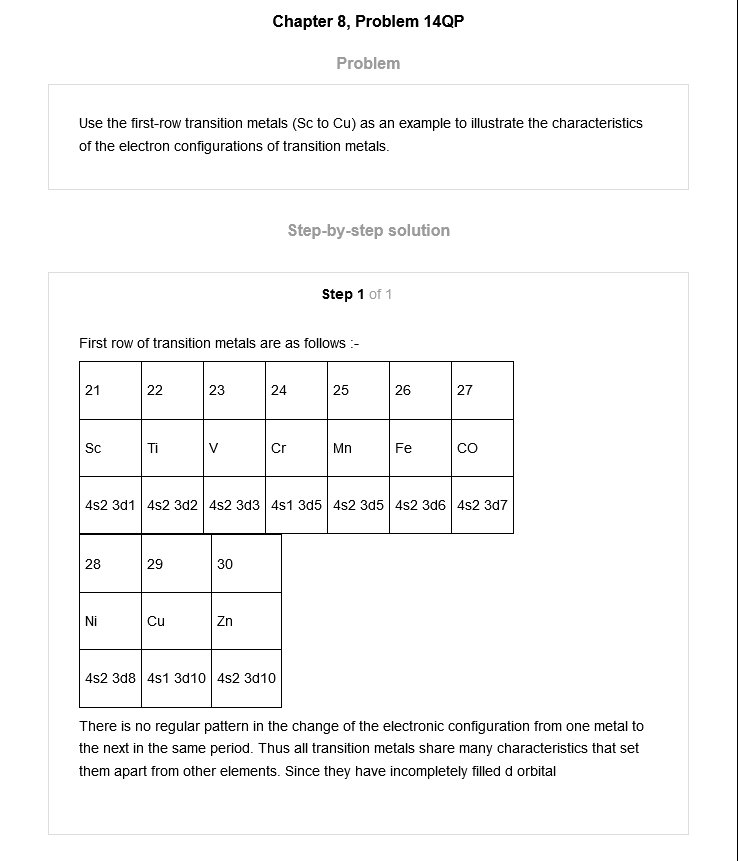 Chapter 8, Problem 14QP
Problem
Use the first-row transition metals (Sc to Cu) as an example to illustrate the characteristics
of the electron configurations of transition metals.
Step-by-step solution
Step 1 of 1
First row of transition metals are as follows :-
21 22 23 24 25 26 27
Sc Ti V Cr Mn Fe CO
4s2 3d1 4s2 3d2 4s2 3d3 4s1 3d5 4s2 3d5 4s2 3d6 4s2 3d7
28 29 30
Ni Cu Zn
4s2 3d8 4s1 3d10 4s2 3d10
There is no regular pattern in the change of the electronic configuration from one metal to
the next in the same period. Thus all transition metals share many characteristics that set
them apart from other elements. Since they have incompletely filled d orbital